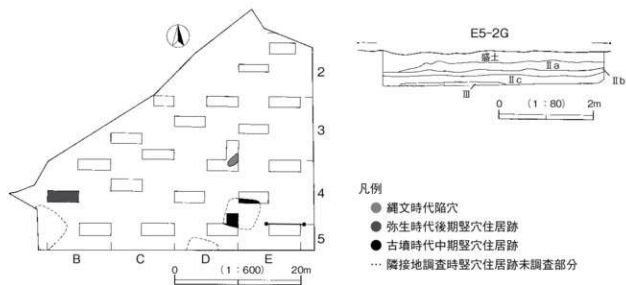 2
3
4
5
B
C
D
E
0 (1:600) 20m
E5-2G
盛土
Ⅱa
Ⅱb
Ⅱc
Ⅲ
0 (1:80) 2m
凡例
縄文時代陥穴
弥生時代後期竪穴住居跡
古墳時代中期竪穴住居跡
… 隣接地調査時竪穴住居跡未調査部分